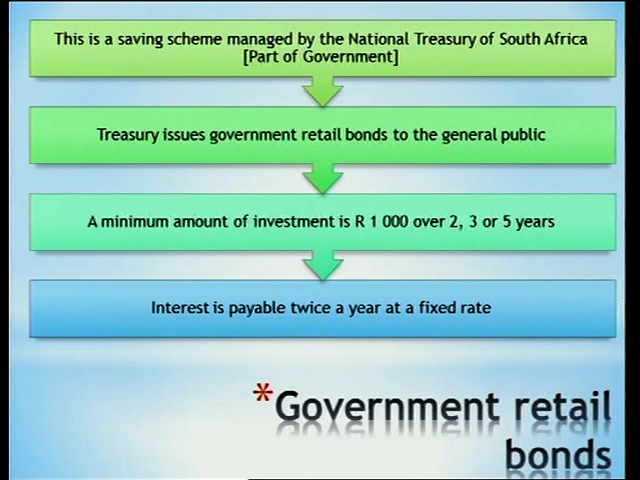 This is a saving scheme managed by the National Treasury of South Africa
[Part of Government]
Treasury issues government retail bonds to the general public
A minimum amount of investment is R 1 000 over 2, 3 or 5 years
Interest is payable twice a year at a fixed rate
*Government retail
bonds